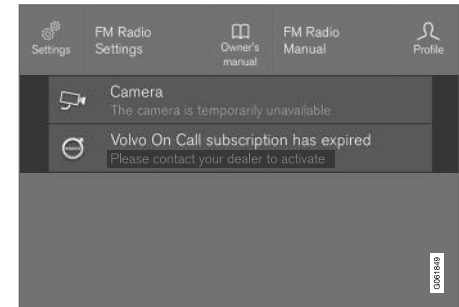 Settings
FM Radio
Settings
Owner's
manual
FM Radio
Manual
Profile
Camera
The camera is temporarily unavailable
Volvo On Call subscription has expired
Please contact your dealer to activate
G061849